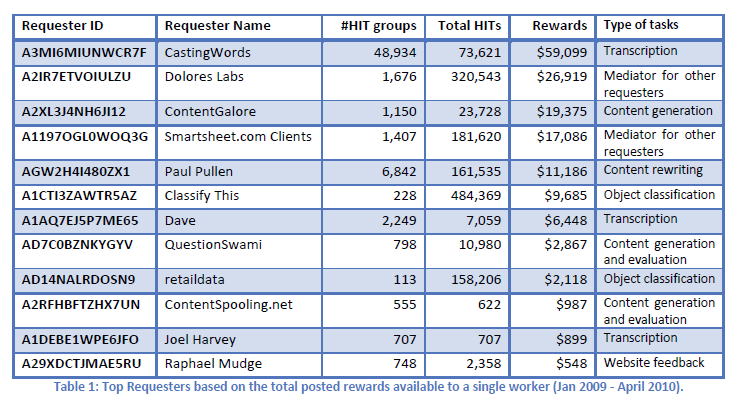 Requester ID Requester Name #HIT groups Total HITs Rewards Type of tasks
A3MI6MIUNWCR7F CastingWords 48,934 73,621 $59,099 Transcription
A2IR7ETVOIULZU Dolores Labs 1,676 320,543 $26,919 Mediator for other
requesters
A2XL3J4NH6JI12 ContentGalore 1,150 23,728 $19,375 Content generation
A1197OGL0WOQ3G Smartsheet.com Clients 1,407 181,620 $17,086 Mediator for other
requesters
AGW2H4I480ZX1 Paul Pullen 6,842 161,535 $11,186 Content rewriting
A1CTI3ZAWTR5AZ Classify This 228 484,369 $9,685 Object classification
A1AQ7EJ5P7ME65 Dave 2,249 7,059 $6,448 Transcription
AD7C0BZNKYGYV QuestionSwami 798 10,980 $2,867 Content generation
and evaluation
AD14NALRDOSN9 retaildata 113 158,206 $2,118 Object classification
A2RFHBFTZHX7UN ContentSpooling.net 555 622 $987 Content generation
and evaluation
A1DEBE1WPE6JFO Joel Harvey 707 707 $899 Transcription
A29XDCTJMAE5RU Raphael Mudge 748 2,358 $548 Website feedback
Table 1: Top Requesters based on the total posted rewards available to a single worker (Jan 2009 - April 2010).